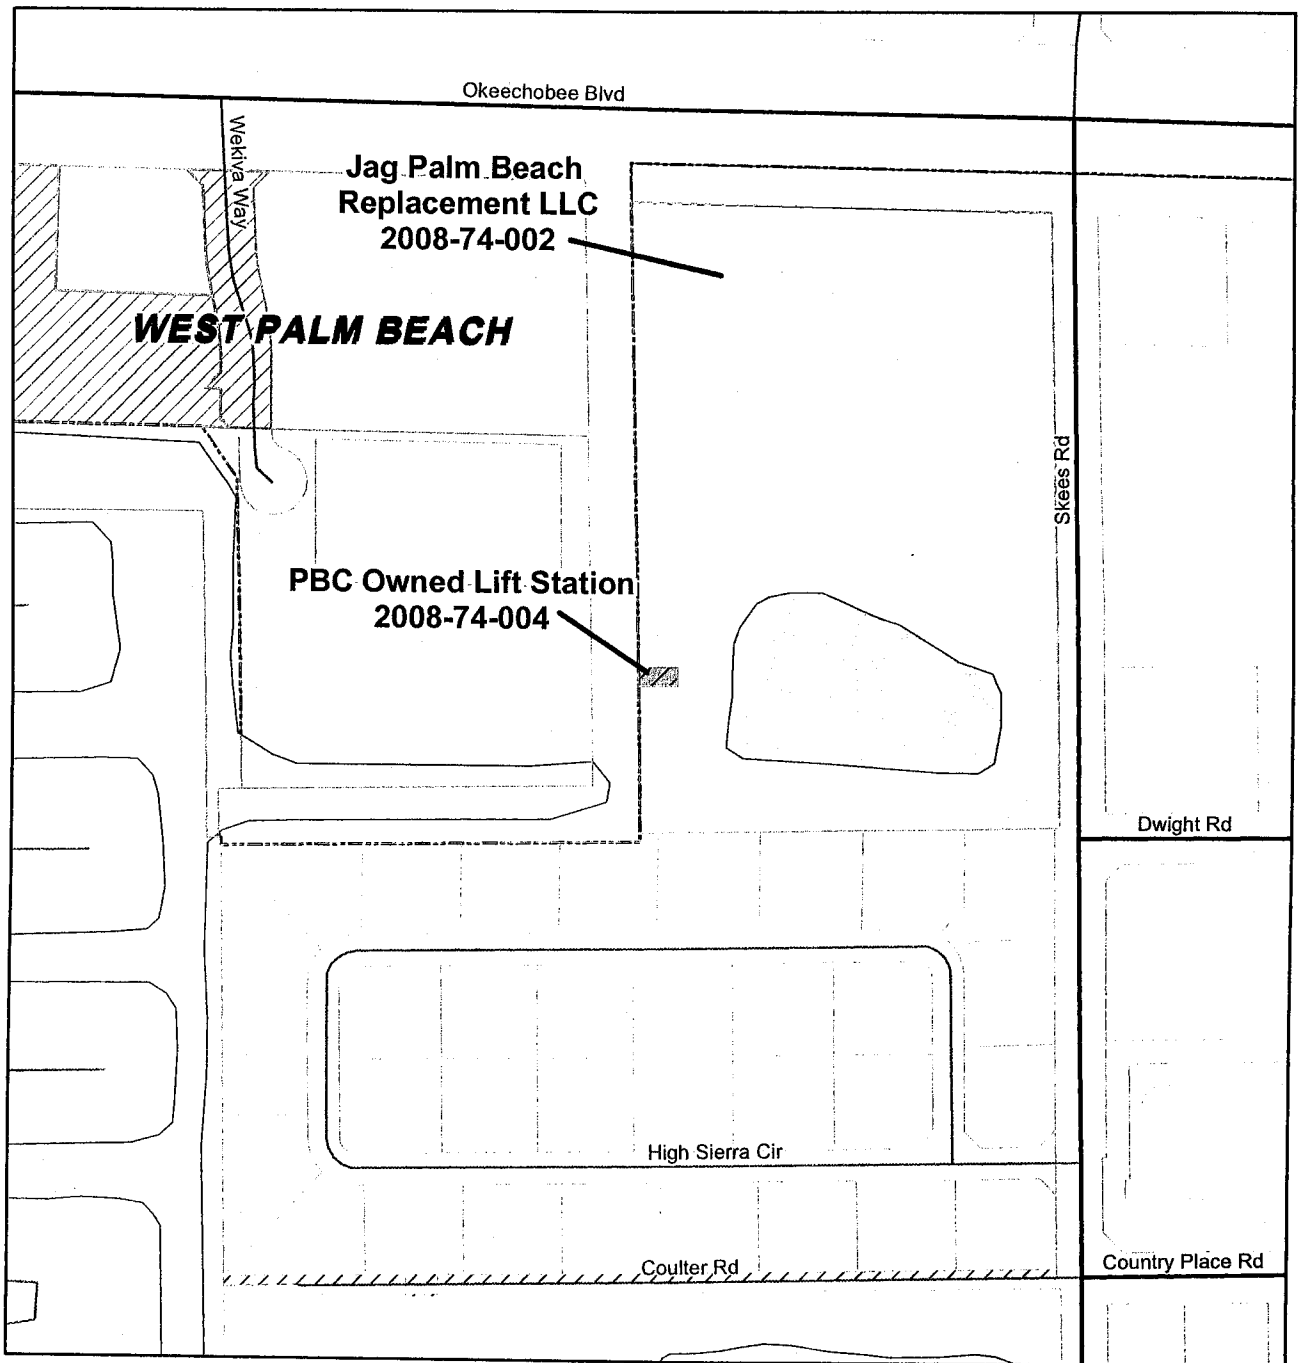 Okeechobee Blvd
Wekiva Way
Jag Palm Beach
Replacement LLC
2008-74-002
WEST PALM BEACH
Skees Rd
PBC Owned Lift Station
2008-74-004
Dwight Rd
High Sierra Cir
Coulter Rd
Country Place Rd